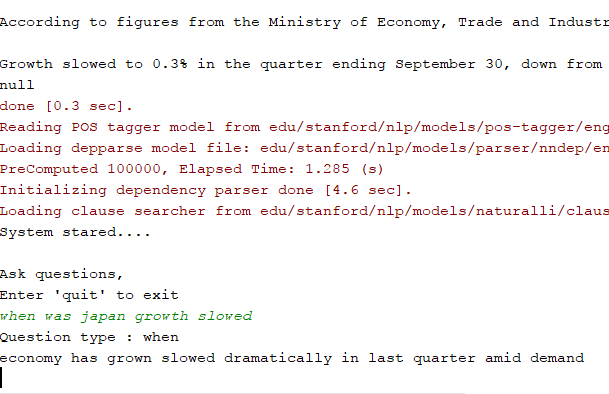 According to figures from the Ministry of Economy, Trade and Industr
Growth slowed to 0.3% in the quarter ending September 30, down from
null
done [0.3 sec].
Reading POS tagger model from edu/stanford/nlp/models/pos-tagger/eng
Loading depparse model file: edu/stanford/nlp/models/parser/nndep/en
PreComputed 100000, Elapsed Time: 1.285 (s)
Initializing dependency parser done [4.6 sec].
Loading clause searcher from edu/stanford/nlp/models/naturalli/claus
System stared....
Ask questions,
Enter 'quit' to exit
when was japan growth slowed
Question type : when
economy has grown slowed dramatically in last quarter amid demand